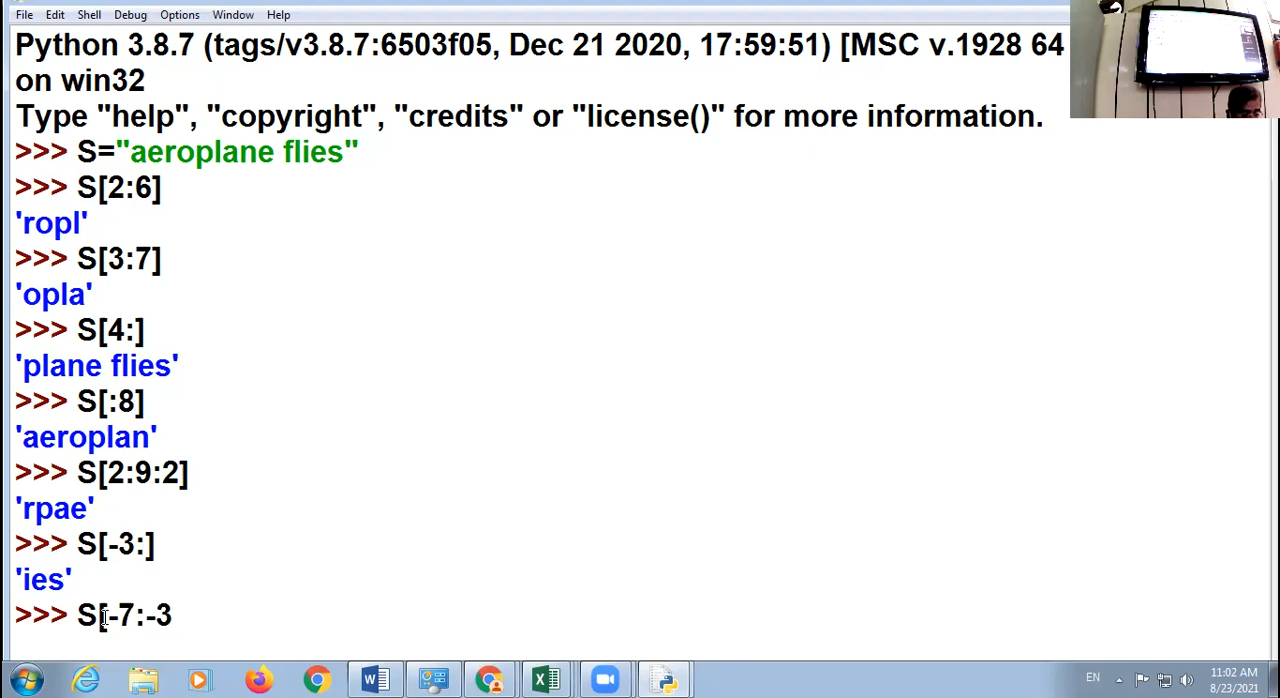 File Edit Shell Debug Options Window Help
Python 3.8.7 (tags/v3.8.7:6503f05, Dec 21 2020, 17:59:51) [MSC v.1928 64
on win32
Type "help", "copyright", "credits" or "license()" for more information.
>>> S="aeroplane flies"
>>> S[2:6]
'ropl'
>>> S[3:7]
'opla'
>>> S[4:]
'plane flies'
>>> S[:8]
'aeroplan'
>>> S[2:9:2]
'rpae'
>>> S[-3:]
'ies'
>>> S[-7:-3
EN 11:02 AM
8/23/2021